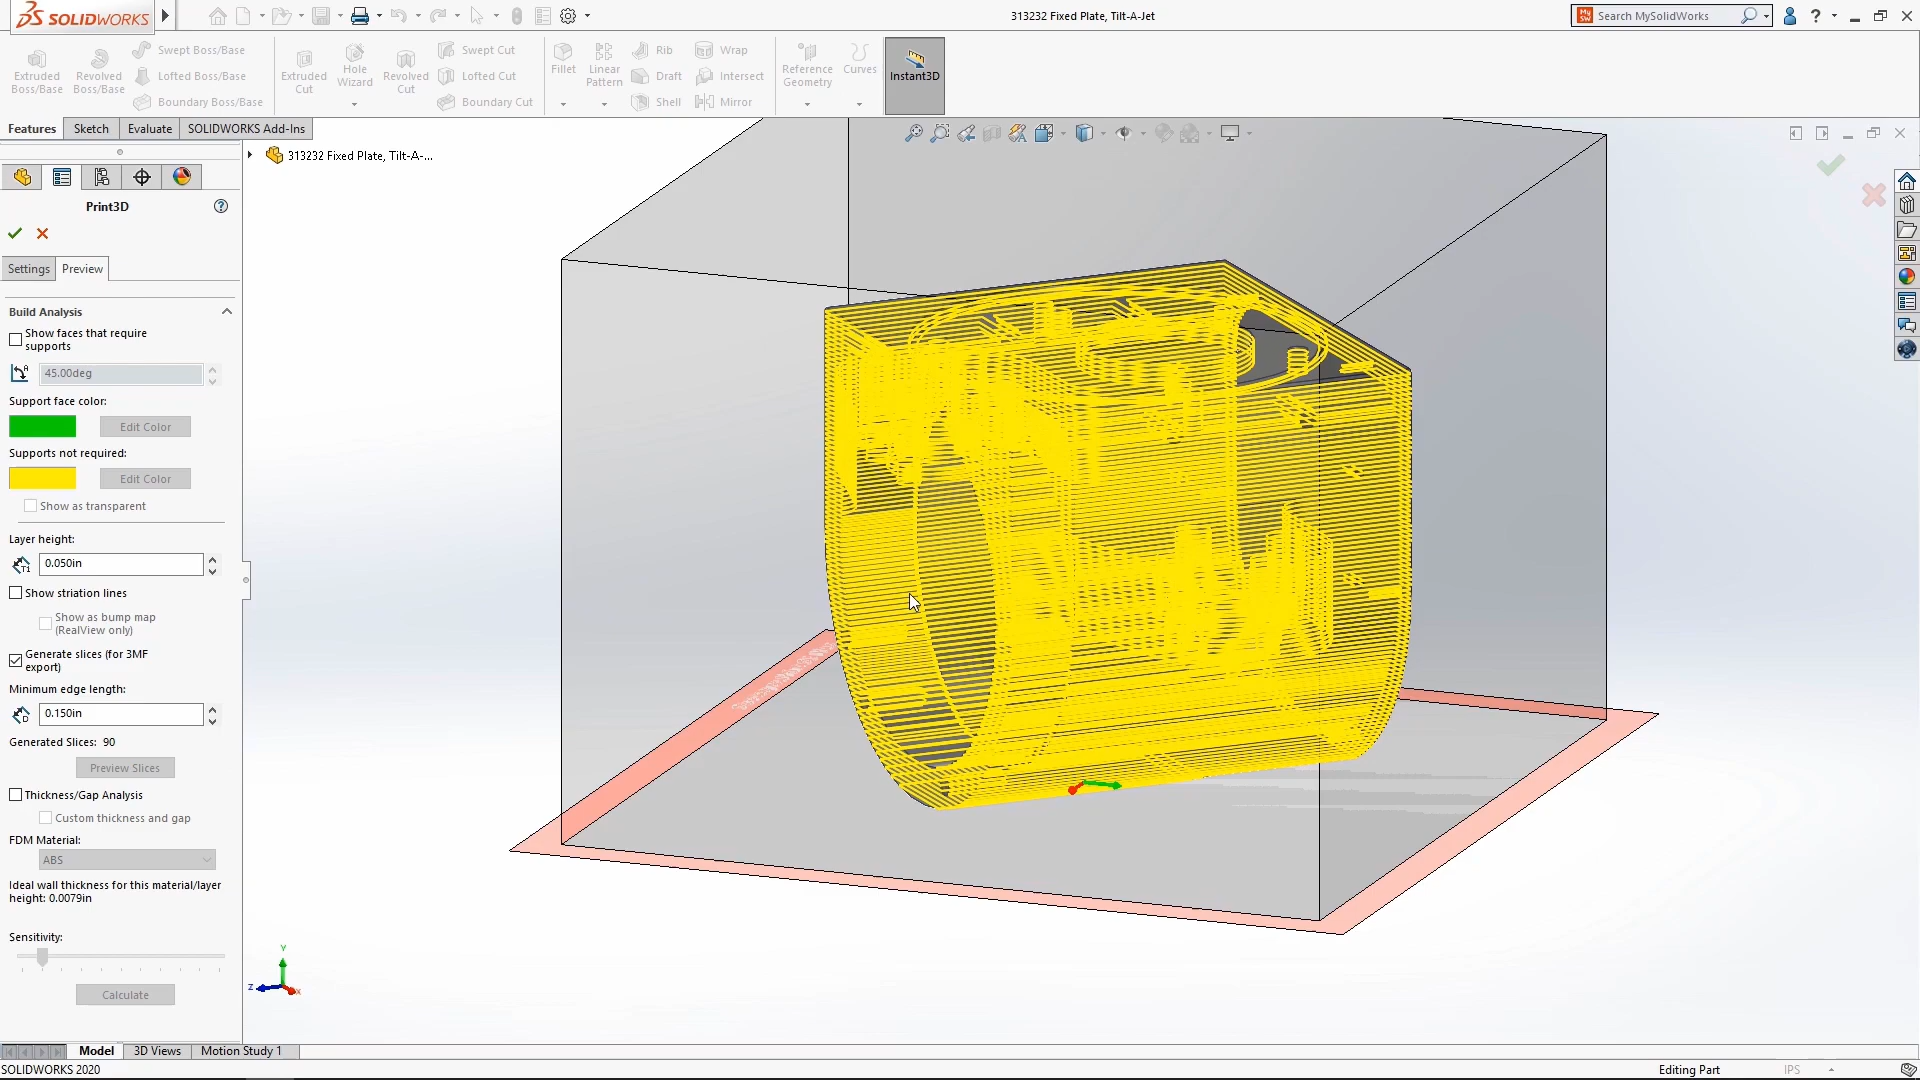 SOLIDWORKS
313232 Fixed Plate, Tilt-A-Jet
Search MySolidWorks
Extruded Boss/Base
Revolved Boss/Base
Swept Boss/Base
Lofted Boss/Base
Boundary Boss/Base
Extruded Cut
Hole Wizard
Revolved Cut
Swept Cut
Lofted Cut
Boundary Cut
Fillet
Linear Pattern
Rib
Draft
Shell
Wrap
Intersect
Mirror
Reference Geometry
Curves
Instant3D
Features
Sketch
Evaluate
SOLIDWORKS Add-Ins
313232 Fixed Plate, Tilt-A-...
Print3D
Settings
Preview
Build Analysis
Show faces that require
supports
45.00deg
Support face color:
Edit Color
Supports not required:
Edit Color
Show as transparent
Layer height:
0.050in
Show striation lines
Show as bump map
(RealView only)
Generate slices (for 3MF
export)
Minimum edge length:
0.150in
Generated Slices: 90
Preview Slices
Thickness/Gap Analysis
Custom thickness and gap
FDM Material:
ABS
Ideal wall thickness for this material/layer
height: 0.0079in
Sensitivity:
Calculate
Y
Z
X
Model
3D Views
Motion Study 1
SOLIDWORKS 2020
Editing Part
IPS